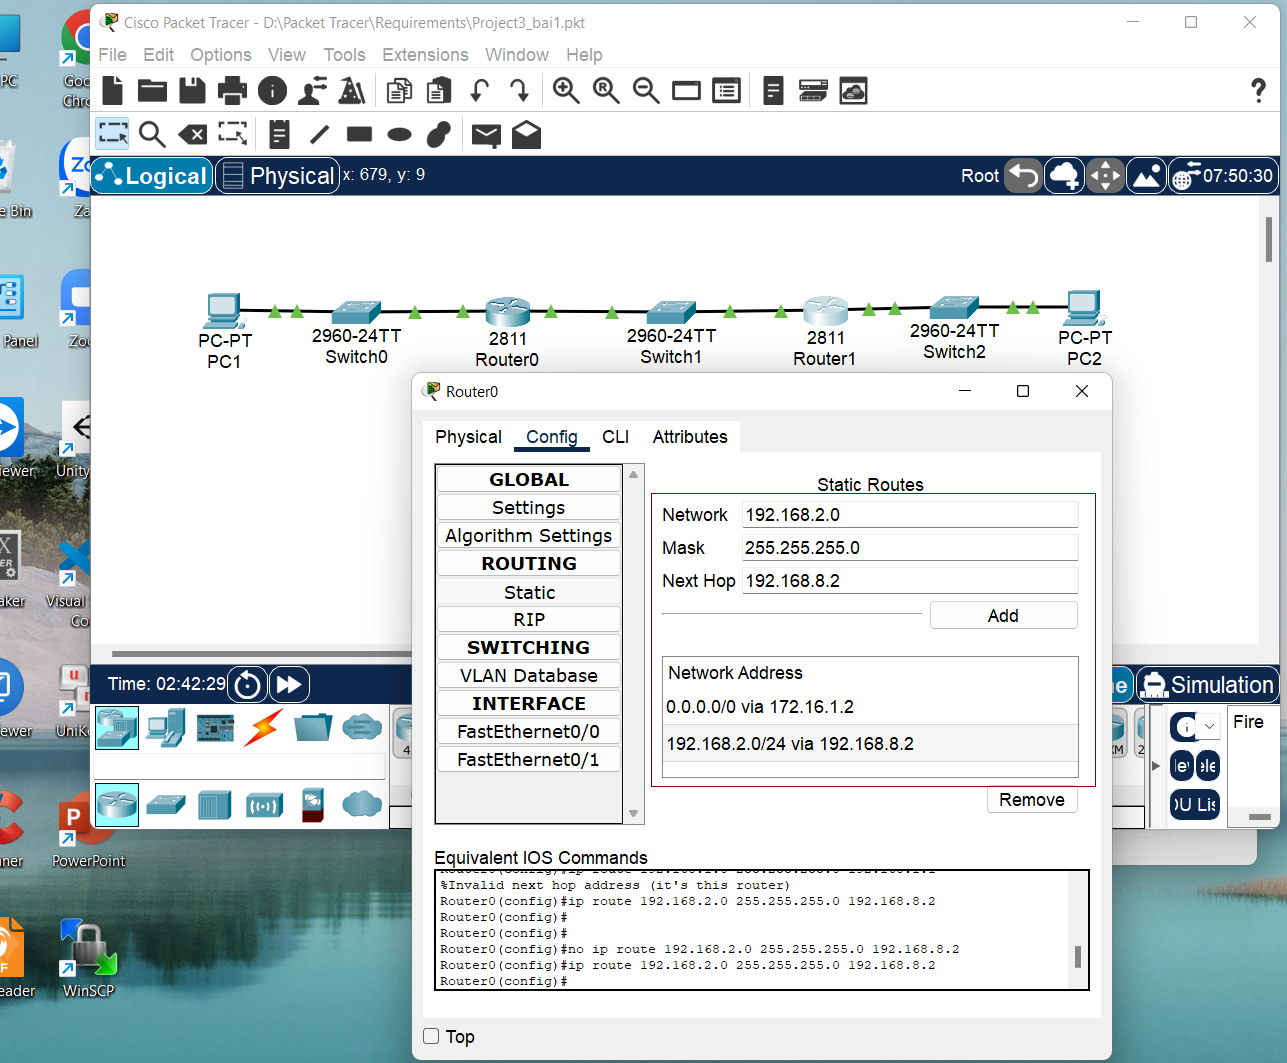 Cisco Packet Tracer - D:\Packet Tracer\Requirements\Project3_bai1.pkt
File Edit Options View Tools Extensions Window Help
Logical Physical x: 679, y: 9 Root 07:50:30
PC-PT
PC1
2960-24TT
Switch0
2811
Router0
2960-24TT
Switch1
2811
Router1
2960-24TT
Switch2
PC-PT
PC2
Router0
Physical Config CLI Attributes
GLOBAL
Settings
Algorithm Settings
ROUTING
Static
RIP
SWITCHING
VLAN Database
INTERFACE
FastEthernet0/0
FastEthernet0/1
Static Routes
Network 192.168.2.0
Mask 255.255.255.0
Next Hop 192.168.8.2
Add
Network Address
0.0.0.0/0 via 172.16.1.2
192.168.2.0/24 via 192.168.8.2
Remove
Equivalent IOS Commands
%Invalid next hop address (it's this router)
Router0(config)#ip route 192.168.2.0 255.255.255.0 192.168.8.2
Router0(config)#
Router0(config)#
Router0(config)#no ip route 192.168.2.0 255.255.255.0 192.168.8.2
Router0(config)#ip route 192.168.2.0 255.255.255.0 192.168.8.2
Router0(config)#
Top
Time: 02:42:29
Simulation
Fire
PC
Goo
Chro
e Bin
Za
Panel
Zoo
iewer
Unity
aker
Visual
Co
ewer
UniK
ner
PowerPoint
eader
WinSCP